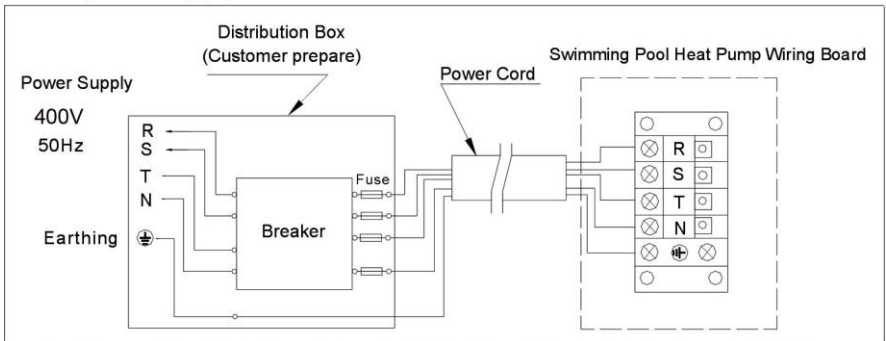 Distribution Box
(Customer prepare)
Swimming Pool Heat Pump Wiring Board
Power Supply
Power Cord
400V
50Hz
R
S
T
N
Earthing
Fuse
Breaker
R
S
T
N